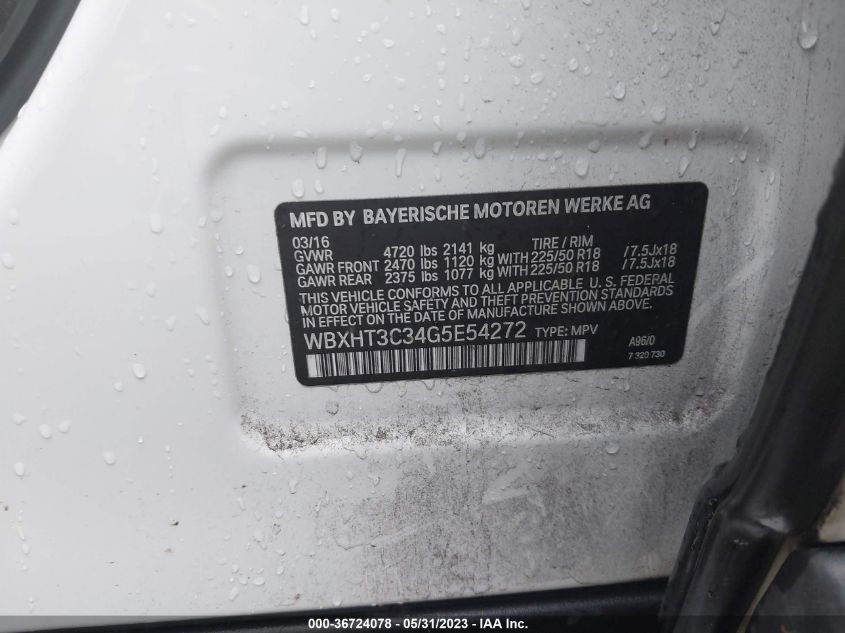 MFD BY BAYERISCHE MOTOREN WERKE AG
03/16 TIRE / RIM
GVWR 4720 lbs 2141 kg
GAWR FRONT 2470 lbs 1120 kg WITH 225/50 R18 / 7.5Jx18
GAWR REAR 2375 lbs 1077 kg WITH 225/50 R18 / 7.5Jx18
THIS VEHICLE CONFORMS TO ALL APPLICABLE U. S. FEDERAL
MOTOR VEHICLE SAFETY AND THEFT PREVENTION STANDARDS
IN EFFECT ON THE DATE OF MANUFACTURE SHOWN ABOVE.
WBXHT3C34G5E54272 TYPE: MPV A96/0
7 320 730
000-36724078 - 05/31/2023 - © IAA, Inc.